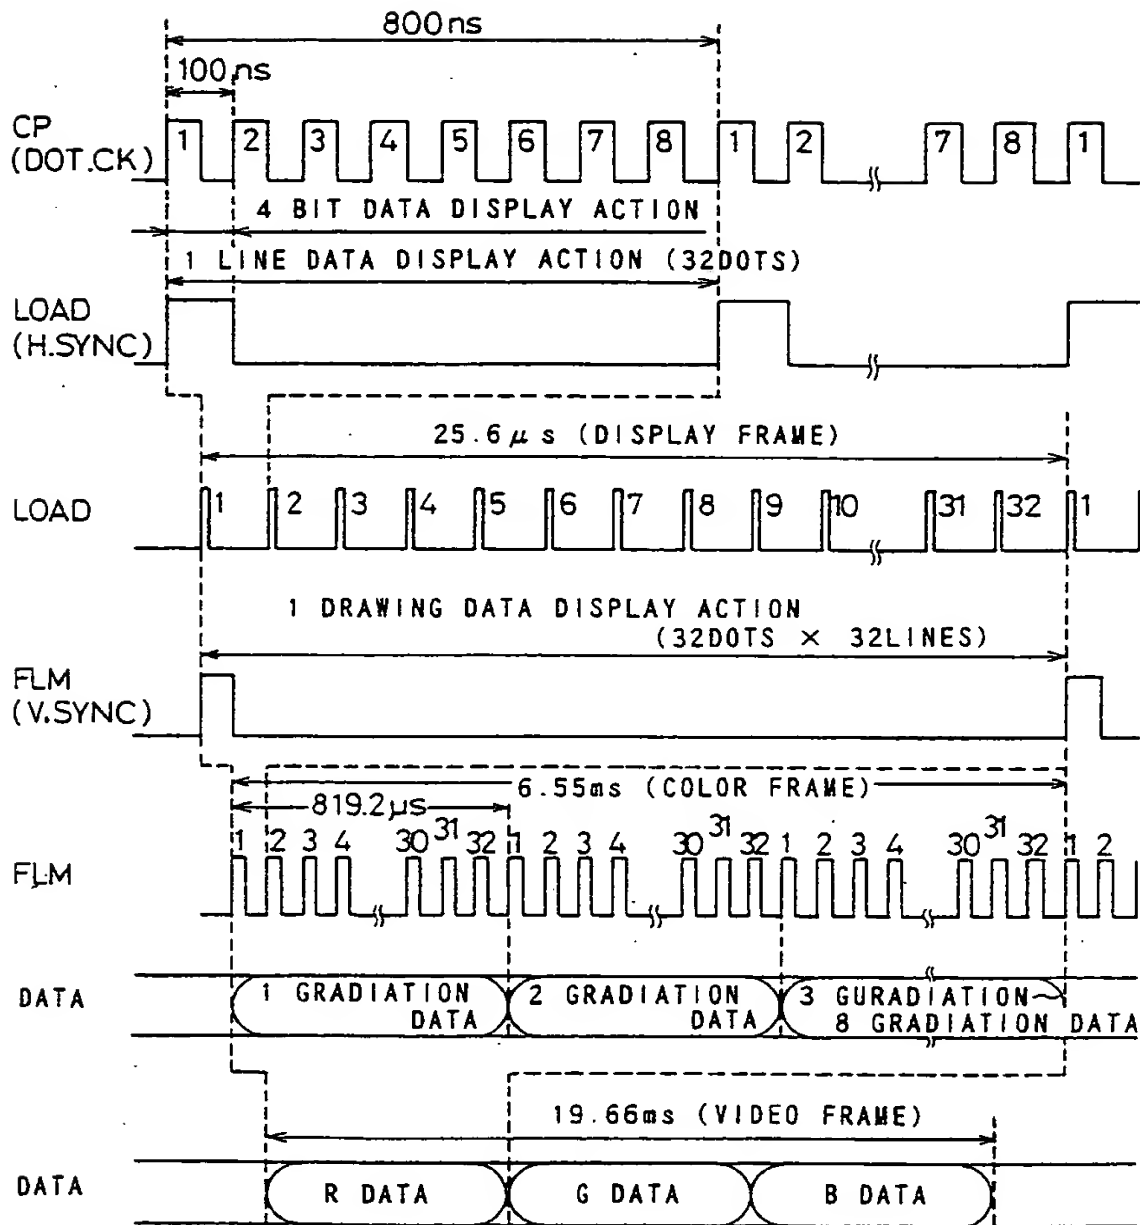 800ns
100ns
CP
(DOT.CK)
1 2 3 4 5 6 7 8 1 2 7 8 1
4 BIT DATA DISPLAY ACTION
1 LINE DATA DISPLAY ACTION (32DOTS)
LOAD
(H.SYNC)
25.6μs (DISPLAY FRAME)
LOAD
1 2 3 4 5 6 7 8 9 10 31 32 1
1 DRAWING DATA DISPLAY ACTION
(32DOTS × 32LINES)
FLM
(V.SYNC)
6.55ms (COLOR FRAME)
819.2μs
FLM
1 2 3 4 30 31 32 1 2 3 4 30 31 32 1 2 3 4 30 31 32 1 2
DATA
1 GRADIATION DATA
2 GRADIATION DATA
3 GURADIATION~
8 GRADIATION DATA
19.66ms (VIDEO FRAME)
DATA
R DATA G DATA B DATA